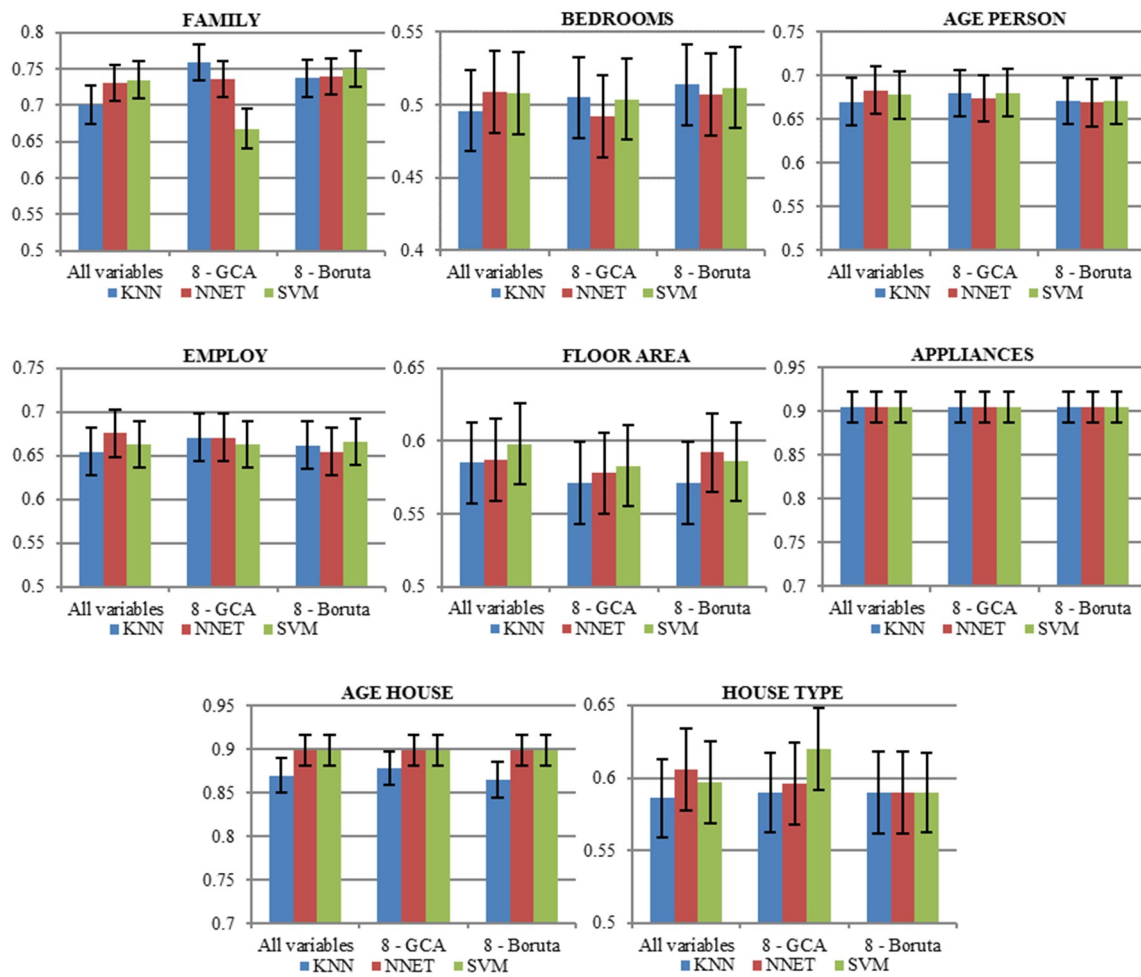 FAMILY
0.8
0.75
0.7
0.65
0.6
0.55
0.5
All variables 8 - GCA 8 - Boruta
KNN NNET SVM
BEDROOMS
0.55
0.5
0.45
0.4
All variables 8 - GCA 8 - Boruta
KNN NNET SVM
AGE PERSON
0.75
0.7
0.65
0.6
0.55
0.5
All variables 8 - GCA 8 - Boruta
KNN NNET SVM
EMPLOY
0.75
0.7
0.65
0.6
0.55
0.5
All variables 8 - GCA 8 - Boruta
KNN NNET SVM
FLOOR AREA
0.65
0.6
0.55
0.5
All variables 8 - GCA 8 - Boruta
KNN NNET SVM
APPLIANCES
0.95
0.9
0.85
0.8
0.75
0.7
All variables 8 - GCA 8 - Boruta
KNN NNET SVM
AGE HOUSE
0.95
0.9
0.85
0.8
0.75
0.7
All variables 8 - GCA 8 - Boruta
KNN NNET SVM
HOUSE TYPE
0.65
0.6
0.55
0.5
All variables 8 - GCA 8 - Boruta
KNN NNET SVM